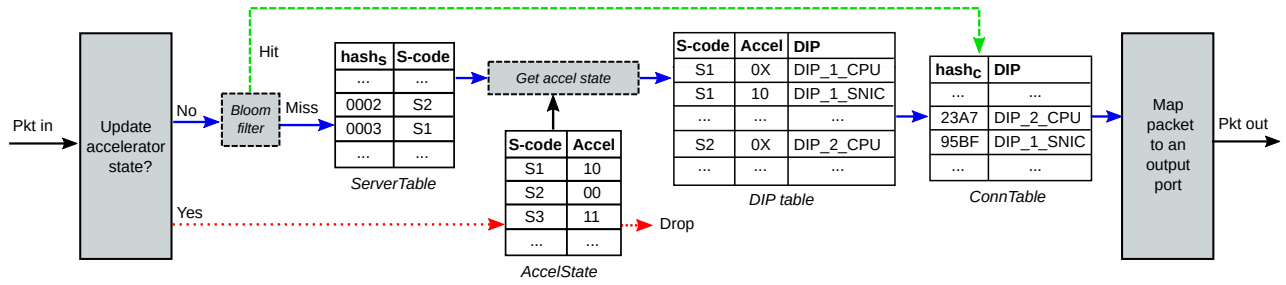 Pkt in
Update
accelerator
state?
No
Yes
Hit
Bloom
filter
Miss
hashS S-code
... ...
0002 S2
0003 S1
... ...
ServerTable
Get accel state
S-code Accel
S1 10
S2 00
S3 11
... ...
AccelState
Drop
S-code Accel DIP
S1 0X DIP_1_CPU
S1 10 DIP_1_SNIC
... ...
S2 0X DIP_2_CPU
... ... ...
DIP table
hashC DIP
... ...
23A7 DIP_2_CPU
95BF DIP_1_SNIC
... ...
ConnTable
Map
packet
to an
output
port
Pkt out